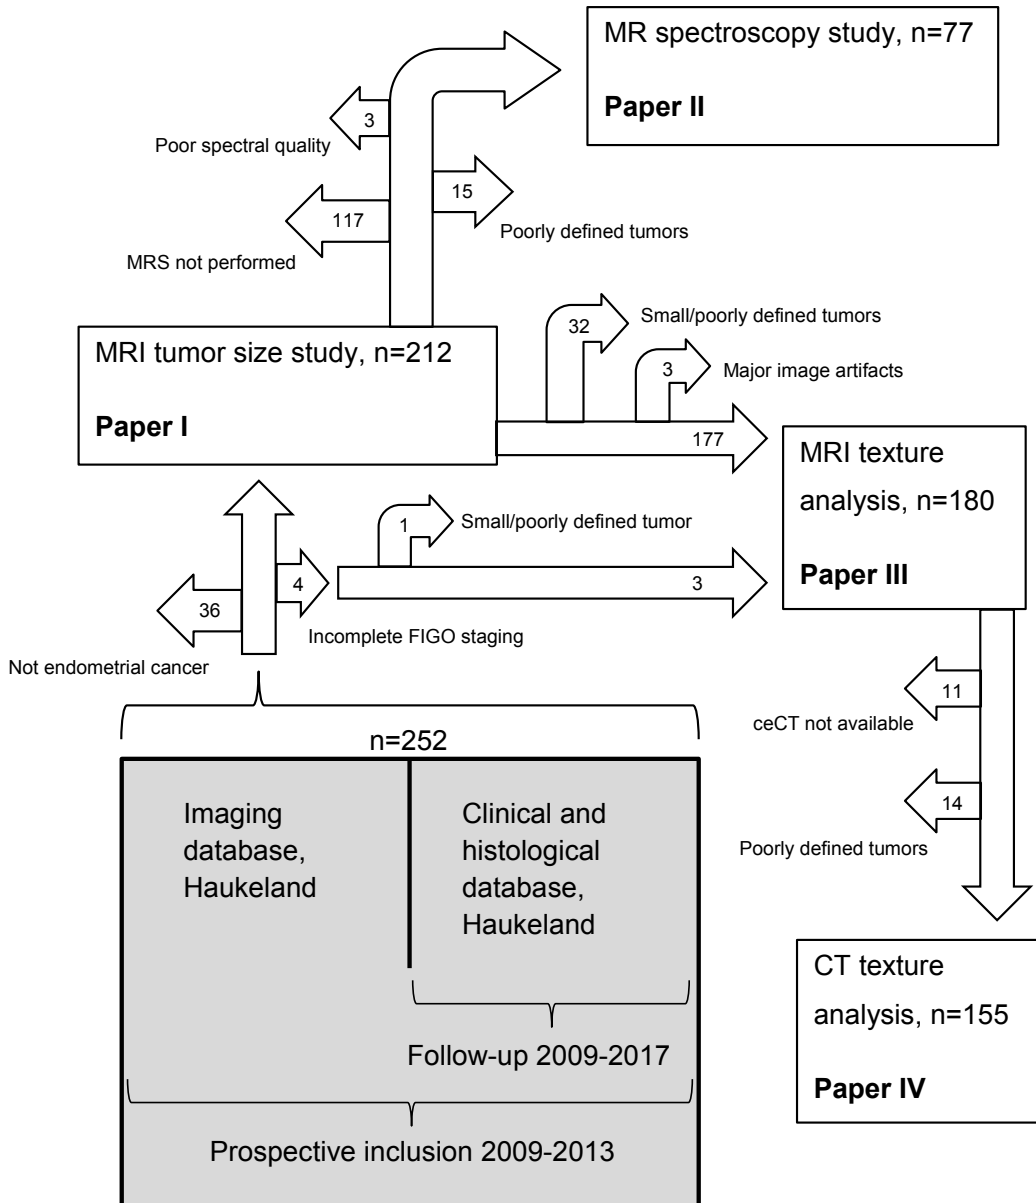 MR spectroscopy study, n=77
Paper II
3
Poor spectral quality
15
117
Poorly defined tumors
MRS not performed
MRI tumor size study, n=212
Paper I
32
Small/poorly defined tumors
3
Major image artifacts
177
MRI texture
analysis, n=180
Paper III
1
Small/poorly defined tumor
3
4
36
Incomplete FIGO staging
Not endometrial cancer
11
ceCT not available
14
Poorly defined tumors
n=252
Imaging
database,
Haukeland
Clinical and
histological
database,
Haukeland
Follow-up 2009-2017
Prospective inclusion 2009-2013
CT texture
analysis, n=155
Paper IV